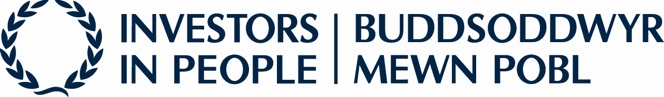 INVESTORS
IN PEOPLE
BUDDSODDWYR
MEWN POBL